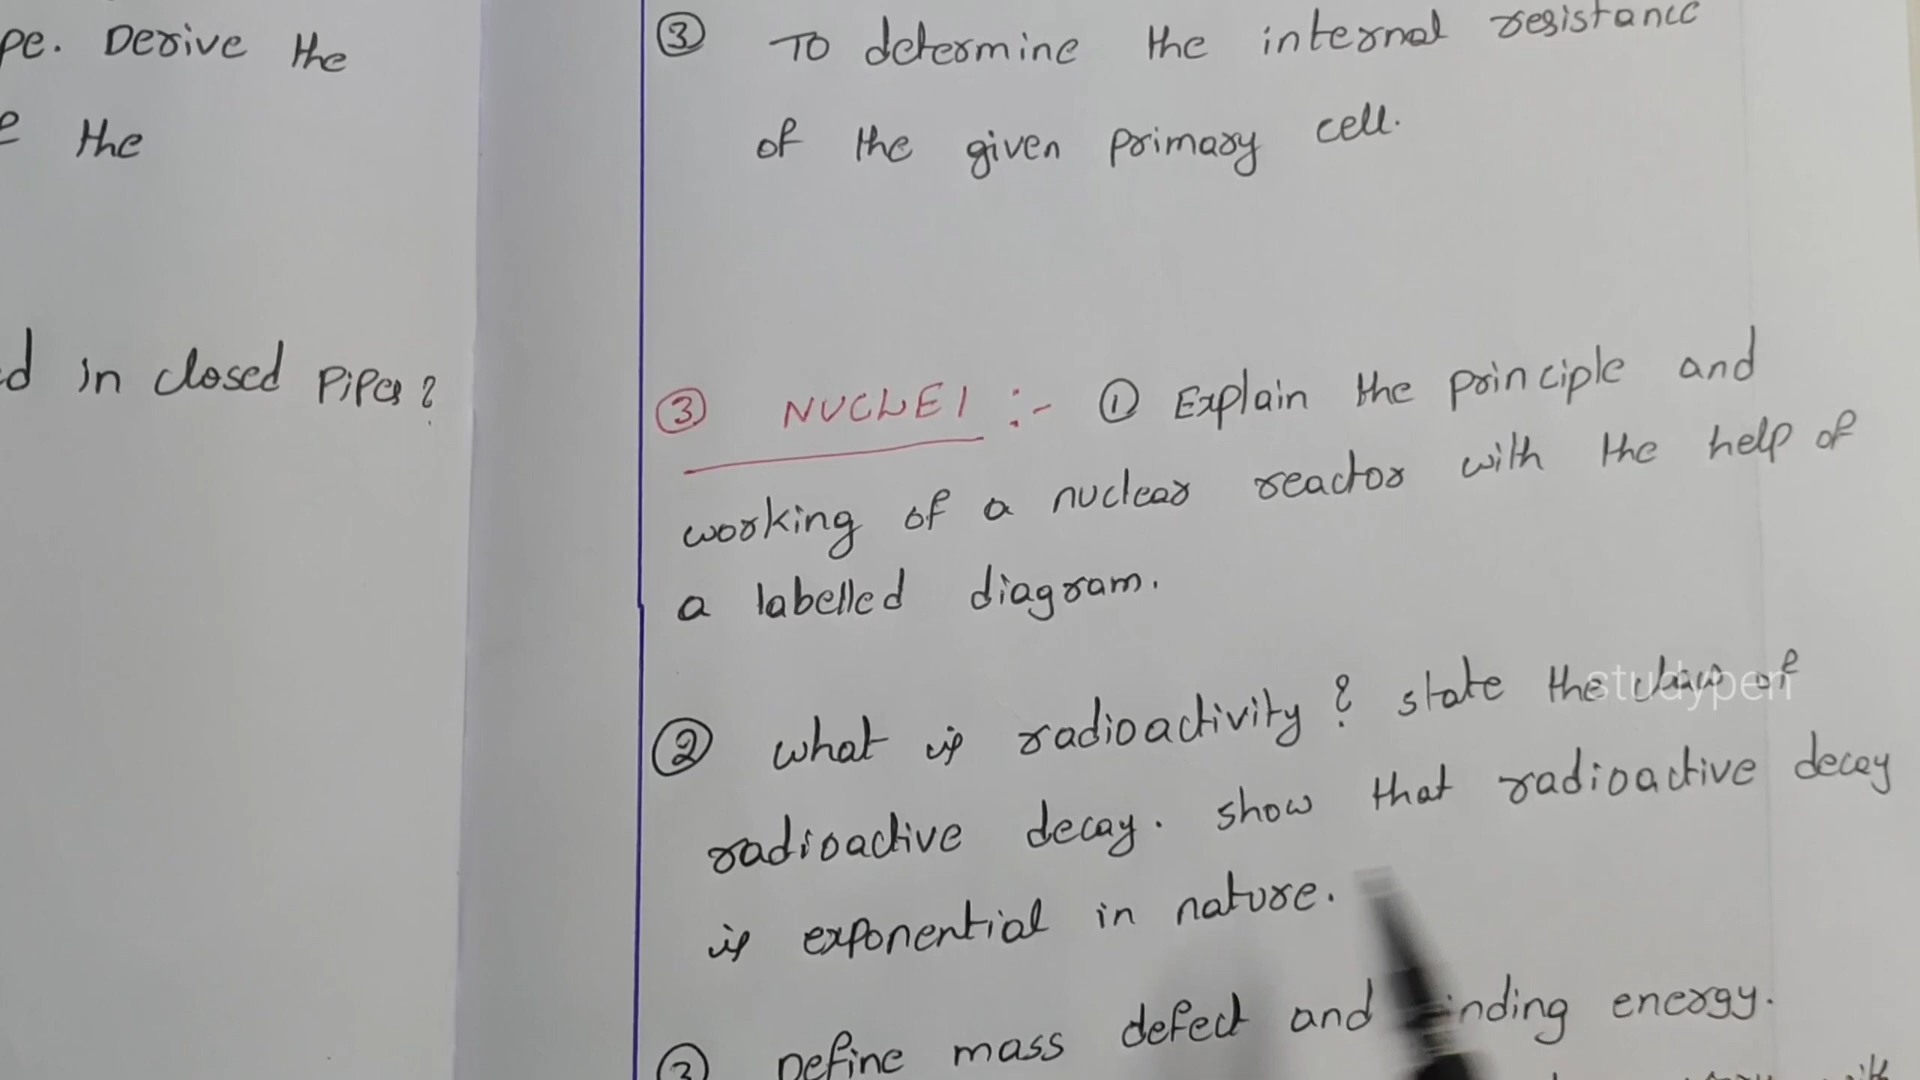 pe. Derive the
the
d in closed pipes?
③ To determine the internal resistance
of the given primary cell.
③ NUCLEI :- ① Explain the principle and
working of a nuclear reactor with the help of
a labelled diagram.
② what is radioactivity? state the law of
studypen
radioactive decay. show that radioactive decay
is exponential in nature.
③ Define mass defect and energy.